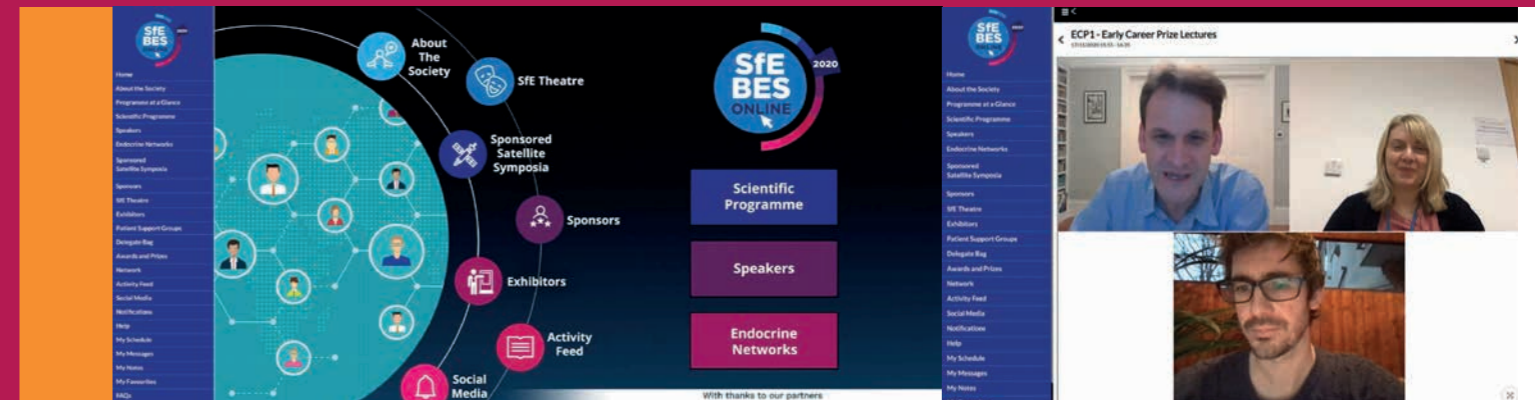 SfE
BES
ONLINE
2020
Home
About the Society
Programme at a Glance
Scientific Programme
Speakers
Endocrine Networks
Sponsored
Satellite Symposia
Sponsors
SfE Theatre
Exhibitors
Patient Support Groups
Delegate Bag
Awards and Prizes
Network
Activity Feed
Social Media
Notifications
Help
My Schedule
My Messages
My Notes
My Favourites
FAQs
About
The
Society
SfE Theatre
Sponsored
Satellite
Symposia
Sponsors
Exhibitors
Activity
Feed
Social
Media
SfE
BES
ONLINE
2020
Scientific
Programme
Speakers
Endocrine
Networks
With thanks to our partners
SfE
BES
ONLINE
2020
Home
About the Society
Programme at a Glance
Scientific Programme
Speakers
Endocrine Networks
Sponsored
Satellite Symposia
Sponsors
SfE Theatre
Exhibitors
Patient Support Groups
Delegate Bag
Awards and Prizes
Network
Activity Feed
Social Media
Notifications
Help
My Schedule
My Messages
My Notes
ECP1 - Early Career Prize Lectures